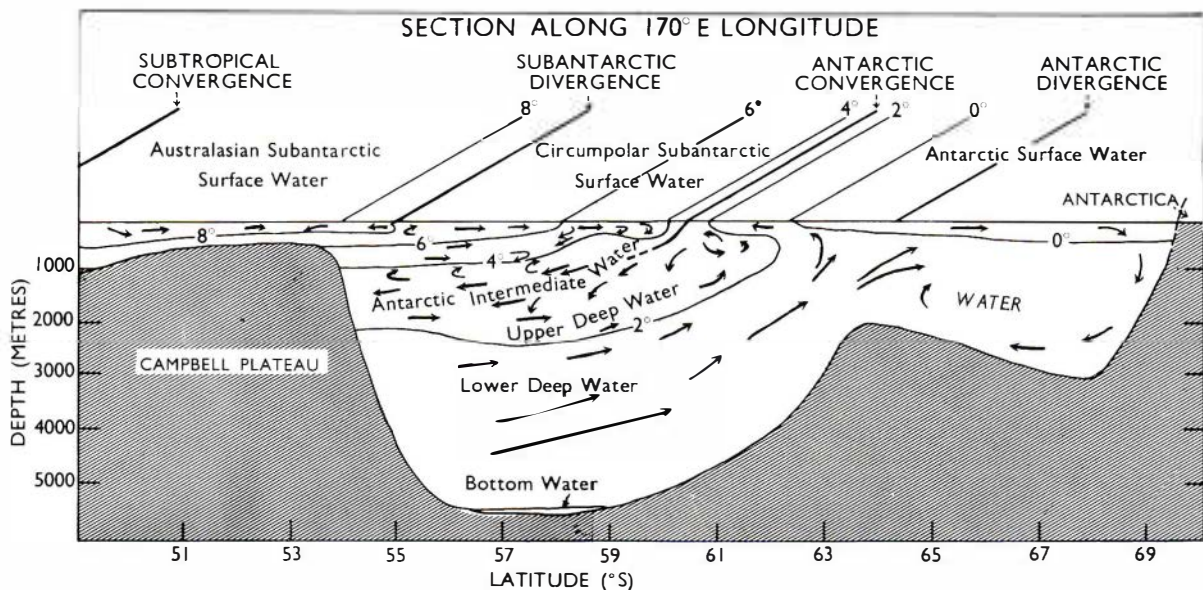 SECTION ALONG 170° E LONGITUDE
SUBTROPICAL
CONVERGENCE
SUBANTARCTIC
DIVERGENCE
ANTARCTIC
CONVERGENCE
ANTARCTIC
DIVERGENCE
8°
6°
4°
2°
0°
Australasian Subantarctic
Surface Water
Circumpolar Subantarctic
Surface Water
Antarctic Surface Water
ANTARCTICA
8°
6°
4°
0°
Antarctic Intermediate Water
Upper Deep Water
2°
WATER
CAMPBELL PLATEAU
Lower Deep Water
Bottom Water
DEPTH (METRES)
1000
2000
3000
4000
5000
51
53
55
57
59
61
63
65
67
69
LATITUDE (°S)